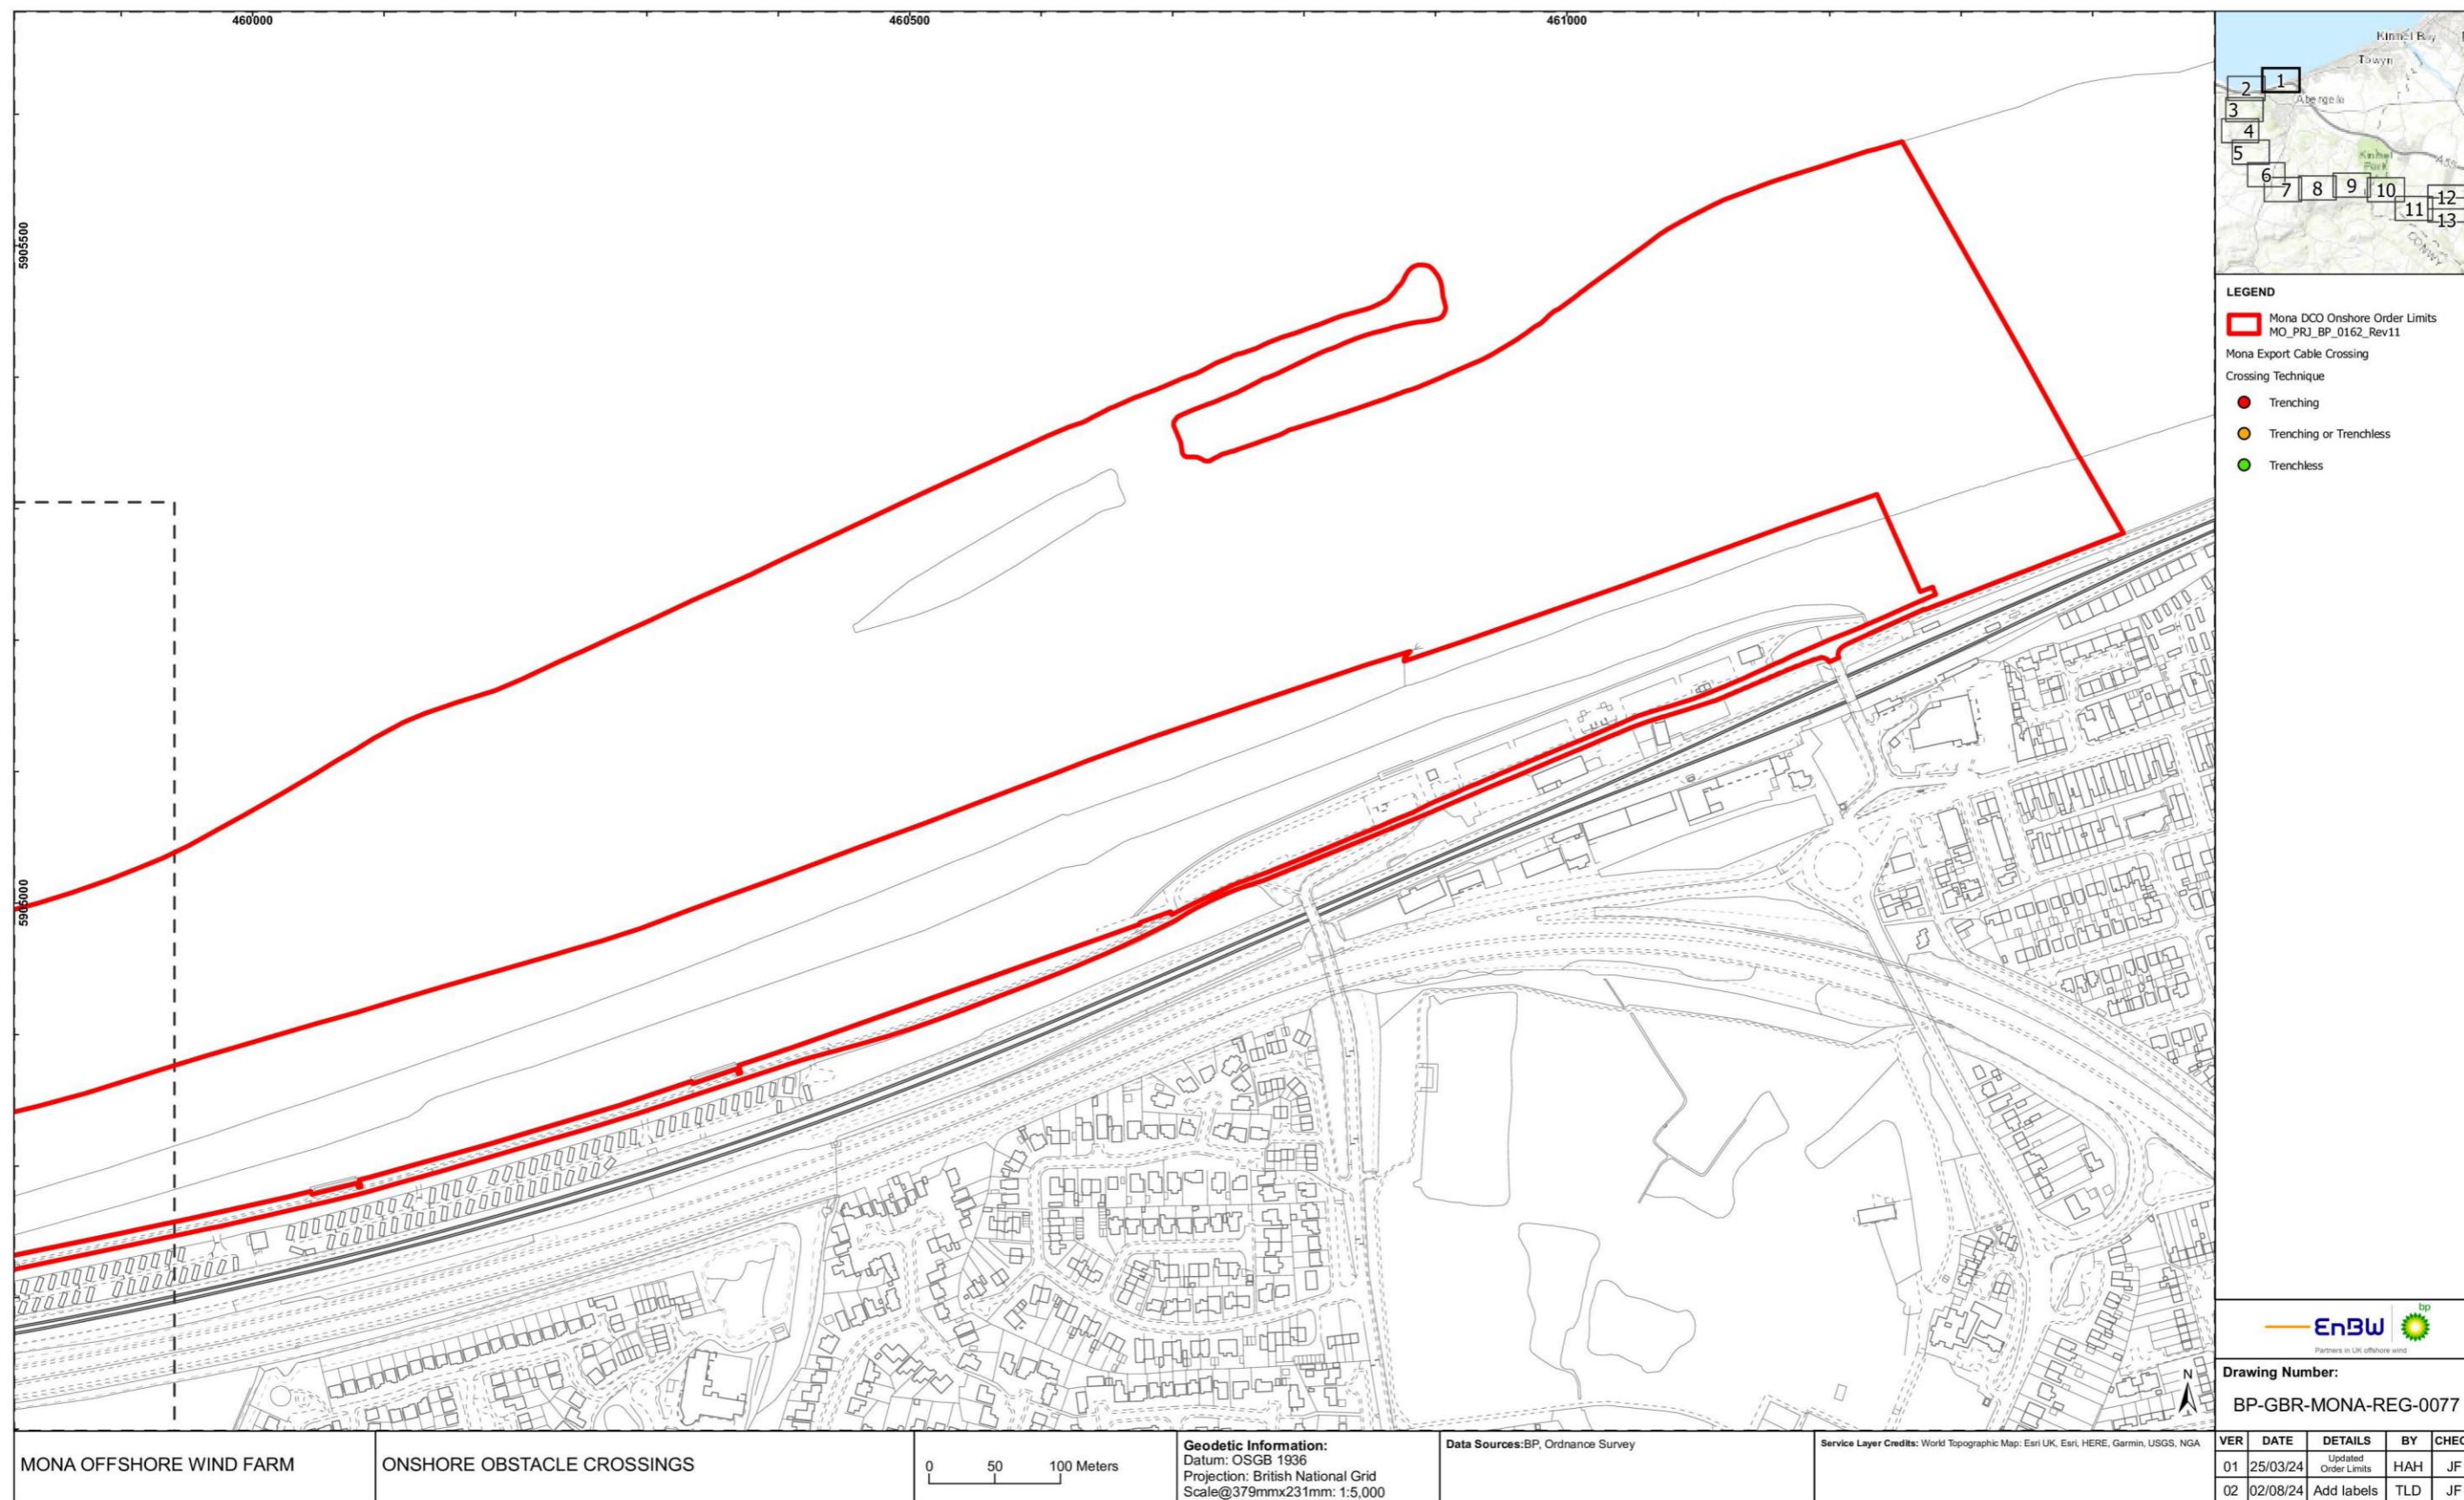 460000
460500
461000
5905500
5905000
Kinmel Bay
Towyn
1
2
3
4
5
6
7
8
9
10
11
12
13
Kinmel
Park
A55
CONWY
LEGEND
Mona DCO Onshore Order Limits
MO_PRJ_BP_0162_Rev11
Mona Export Cable Crossing
Crossing Technique
Trenching
Trenching or Trenchless
Trenchless
EnBW
bp
Partners in UK offshore wind
N
Drawing Number:
BP-GBR-MONA-REG-0077
MONA OFFSHORE WIND FARM
ONSHORE OBSTACLE CROSSINGS
0 50 100 Meters
Geodetic Information:
Datum: OSGB 1936
Projection: British National Grid
Scale@379mmx231mm: 1:5,000
Data Sources:BP, Ordnance Survey
Service Layer Credits: World Topographic Map: Esri UK, Esri, HERE, Garmin, USGS, NGA
VER DATE DETAILS BY CHEC
01 25/03/24 Updated Order Limits HAH JF
02 02/08/24 Add labels TLD JF